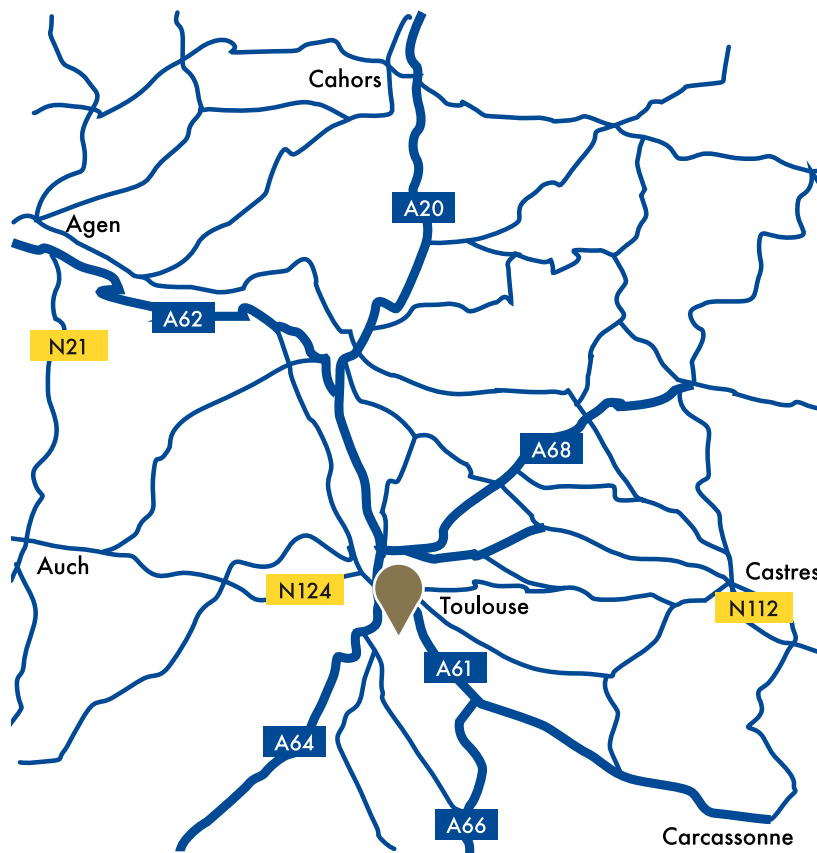 Cahors
A20
Agen
A62
N21
A68
Auch
Castres
N124
Toulouse
N112
A61
A64
A66
Carcassonne